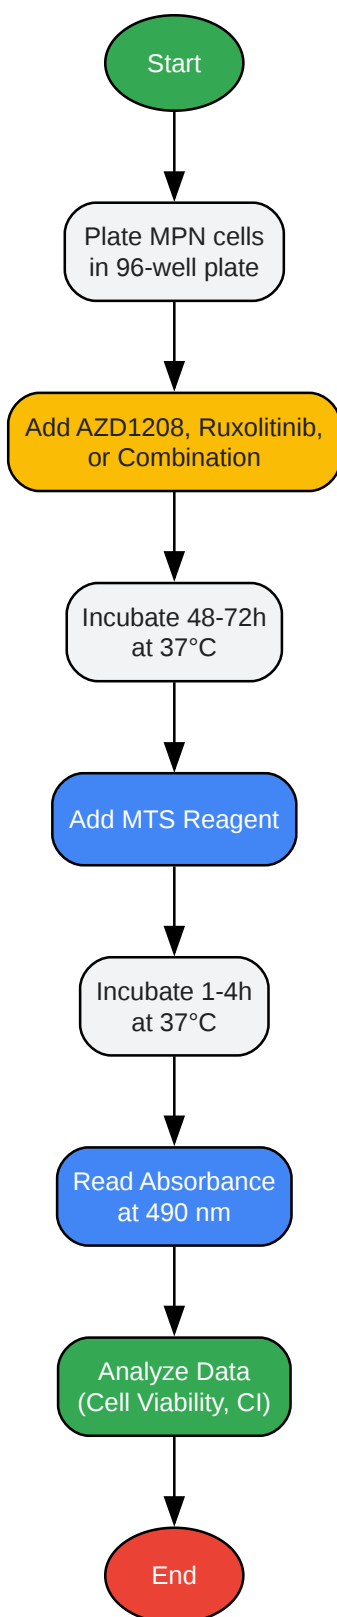 Start
Plate MPN cells
in 96-well plate
Add AZD1208, Ruxolitinib,
or Combination
Incubate 48-72h
at 37°C
Add MTS Reagent
Incubate 1-4h
at 37°C
Read Absorbance
at 490 nm
Analyze Data
(Cell Viability, CI)
End